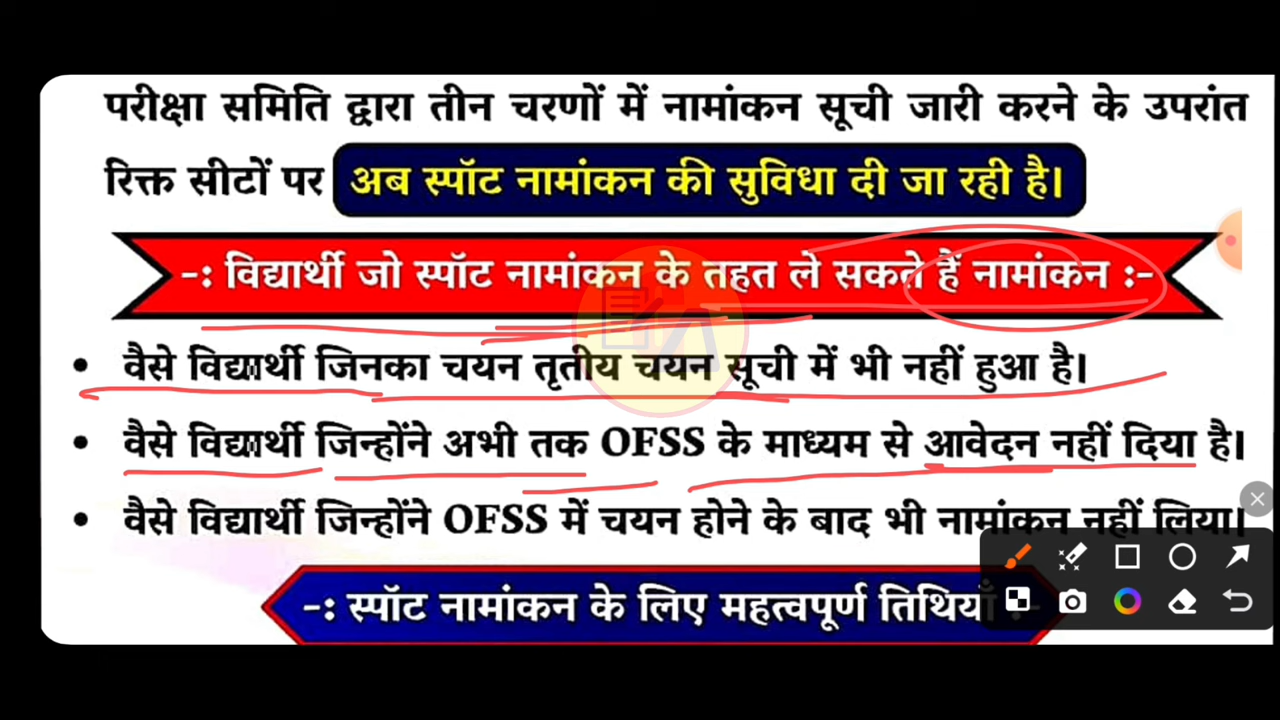 परीक्षा समिति द्वारा तीन चरणों में नामांकन सूची जारी करने के उपरांत
रिक्त सीटों पर अब स्पॉट नामांकन की सुविधा दी जा रही है।
-: विद्यार्थी जो स्पॉट नामांकन के तहत ले सकते हैं नामांकन :-
• वैसे विद्यार्थी जिनका चयन तृतीय चयन सूची में भी नहीं हुआ है।
• वैसे विद्यार्थी जिन्होंने अभी तक OFSS के माध्यम से आवेदन नहीं दिया है।
• वैसे विद्यार्थी जिन्होंने OFSS में चयन होने के बाद भी नामांकन नहीं लिया।
-: स्पॉट नामांकन के लिए महत्वपूर्ण तिथियाँ :-